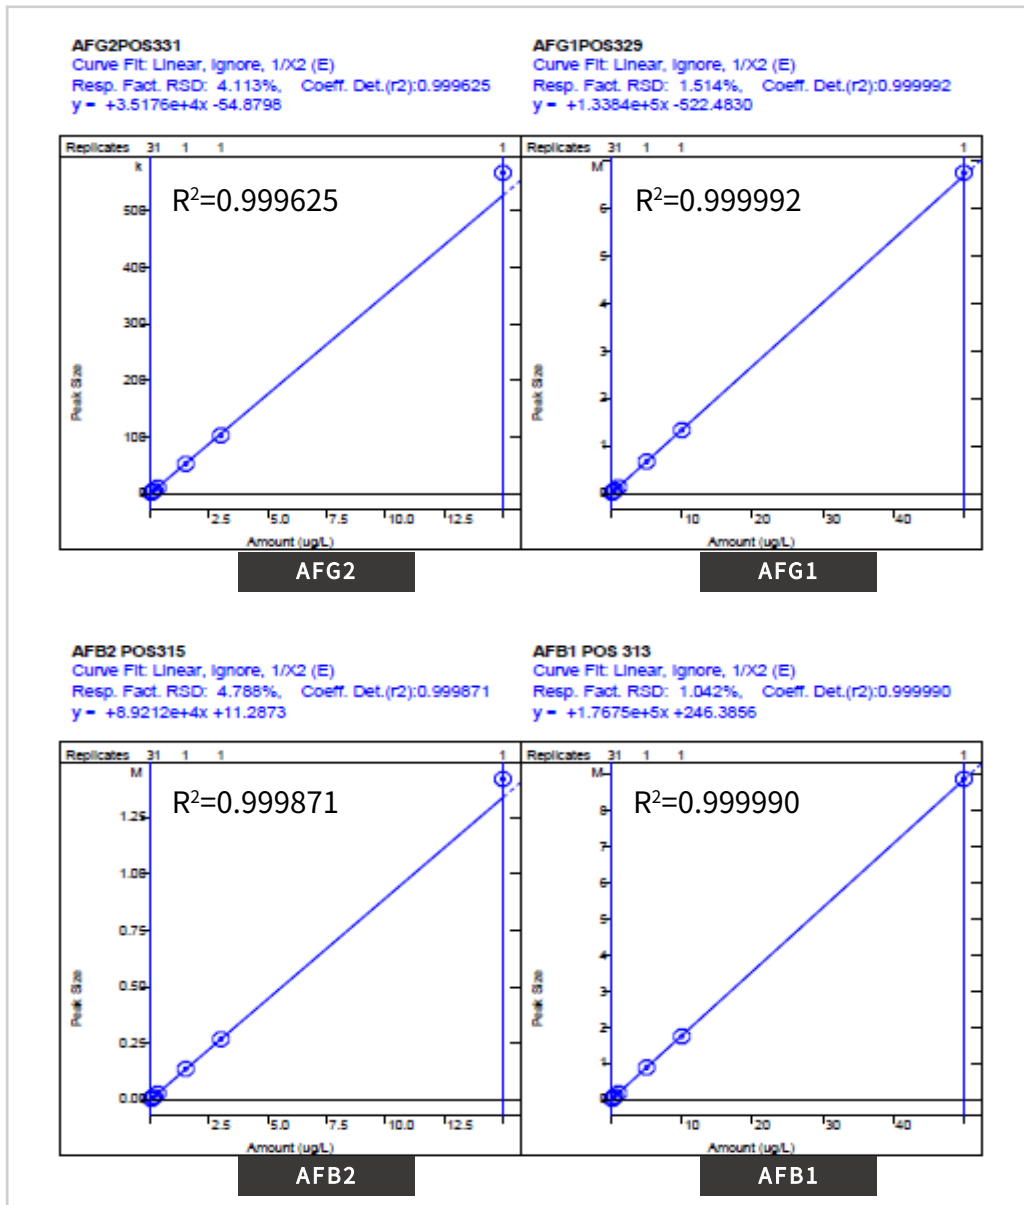 AFG2POS331
Curve Fit: Linear, Ignore, 1/X2 (E)
Resp. Fact. RSD: 4.113%, Coeff. Det.(r2):0.999625
y = +3.5176e+4x -54.8798
Replicates 31 1 1 1
k
R²=0.999625
500
400
300
200
100
0
Peak Size
2.5 5.0 7.5 10.0 12.5
Amount (ug/L)
AFG2
AFG1POS329
Curve Fit: Linear, Ignore, 1/X2 (E)
Resp. Fact. RSD: 1.514%, Coeff. Det.(r2):0.999992
y = +1.3384e+5x -522.4830
Replicates 31 1 1 1
M
R²=0.999992
6
5
4
3
2
1
0
Peak Size
10 20 30 40
Amount (ug/L)
AFG1
AFB2 POS315
Curve Fit: Linear, Ignore, 1/X2 (E)
Resp. Fact. RSD: 4.788%, Coeff. Det.(r2):0.999871
y = +8.9212e+4x +11.2873
Replicates 31 1 1 1
M
R²=0.999871
1.25
1.00
0.75
0.50
0.25
0.00
Peak Size
2.5 5.0 7.5 10.0 12.5
Amount (ug/L)
AFB2
AFB1 POS 313
Curve Fit: Linear, Ignore, 1/X2 (E)
Resp. Fact. RSD: 1.042%, Coeff. Det.(r2):0.999990
y = +1.7675e+5x +246.3856
Replicates 31 1 1 1
M
R²=0.999990
8
7
6
5
4
3
2
1
0
Peak Size
10 20 30 40
Amount (ug/L)
AFB1